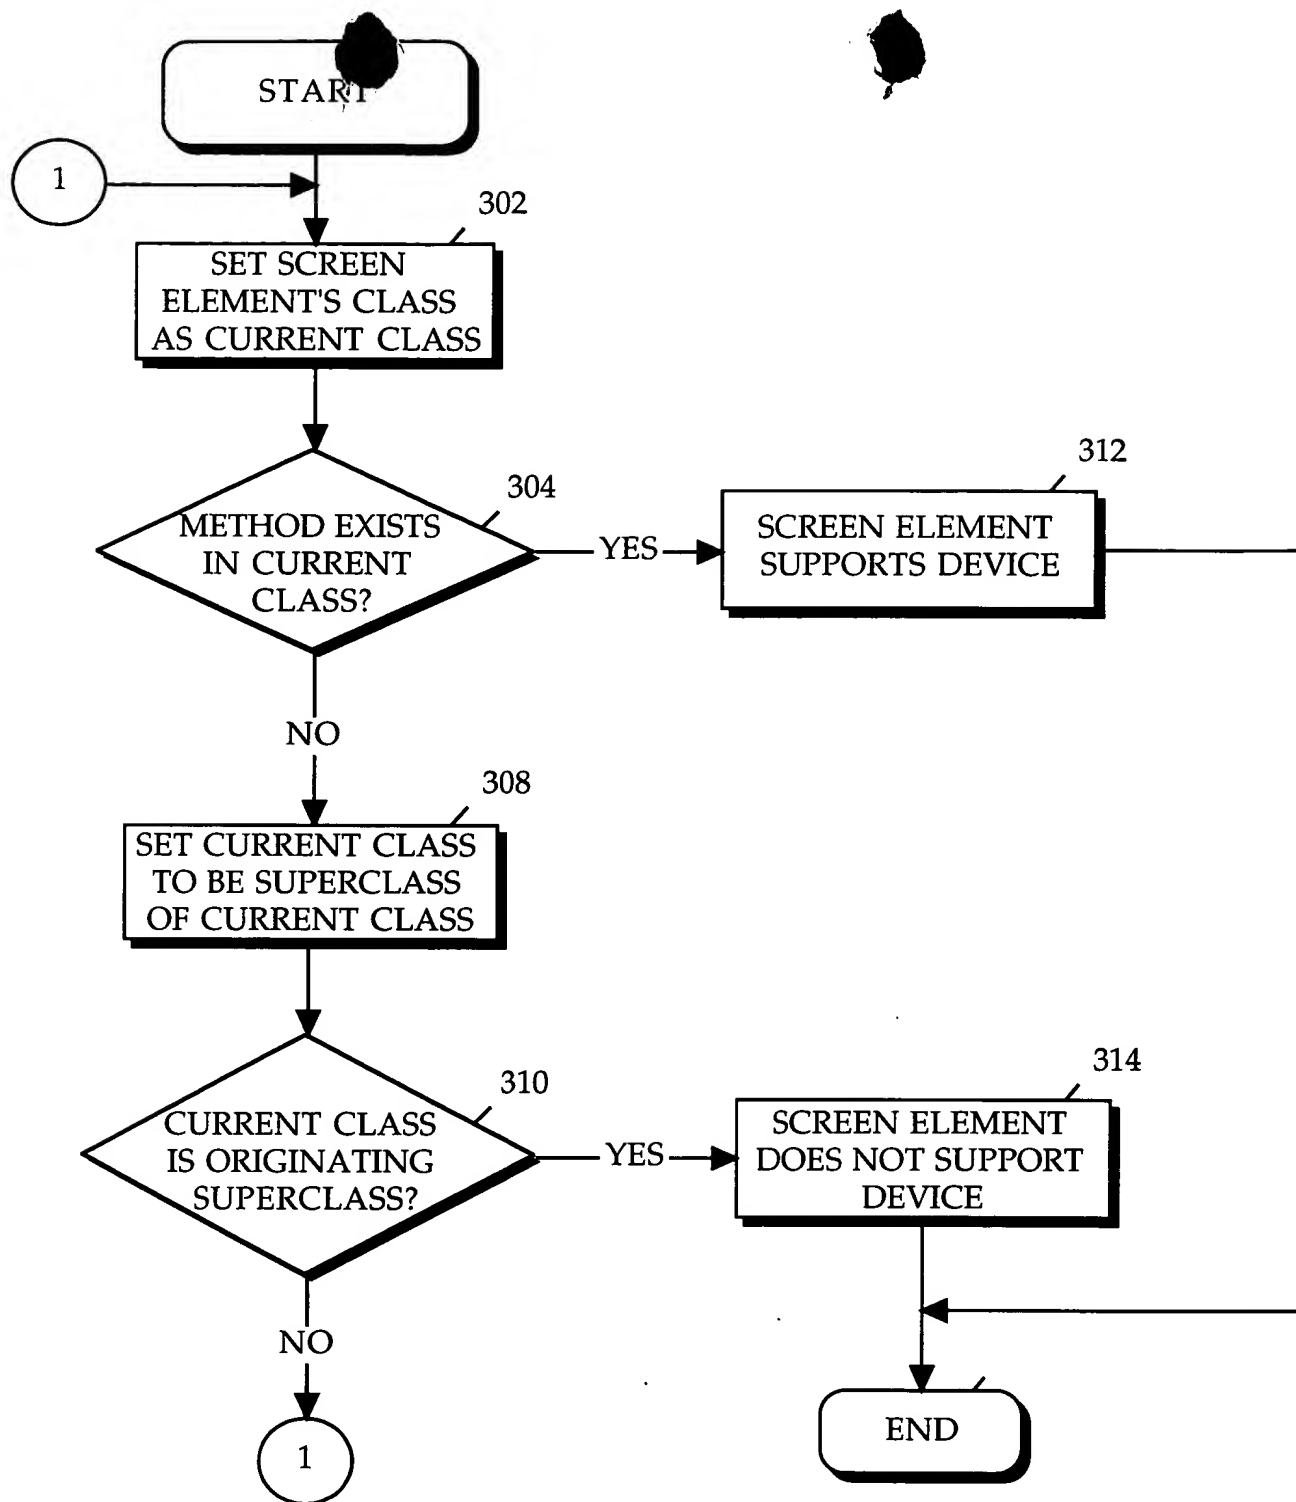 START
1
302
SET SCREEN
ELEMENT'S CLASS
AS CURRENT CLASS
304
METHOD EXISTS
IN CURRENT
CLASS?
YES
312
SCREEN ELEMENT
SUPPORTS DEVICE
NO
308
SET CURRENT CLASS
TO BE SUPERCLASS
OF CURRENT CLASS
310
CURRENT CLASS
IS ORIGINATING
SUPERCLASS?
YES
314
SCREEN ELEMENT
DOES NOT SUPPORT
DEVICE
NO
1
END